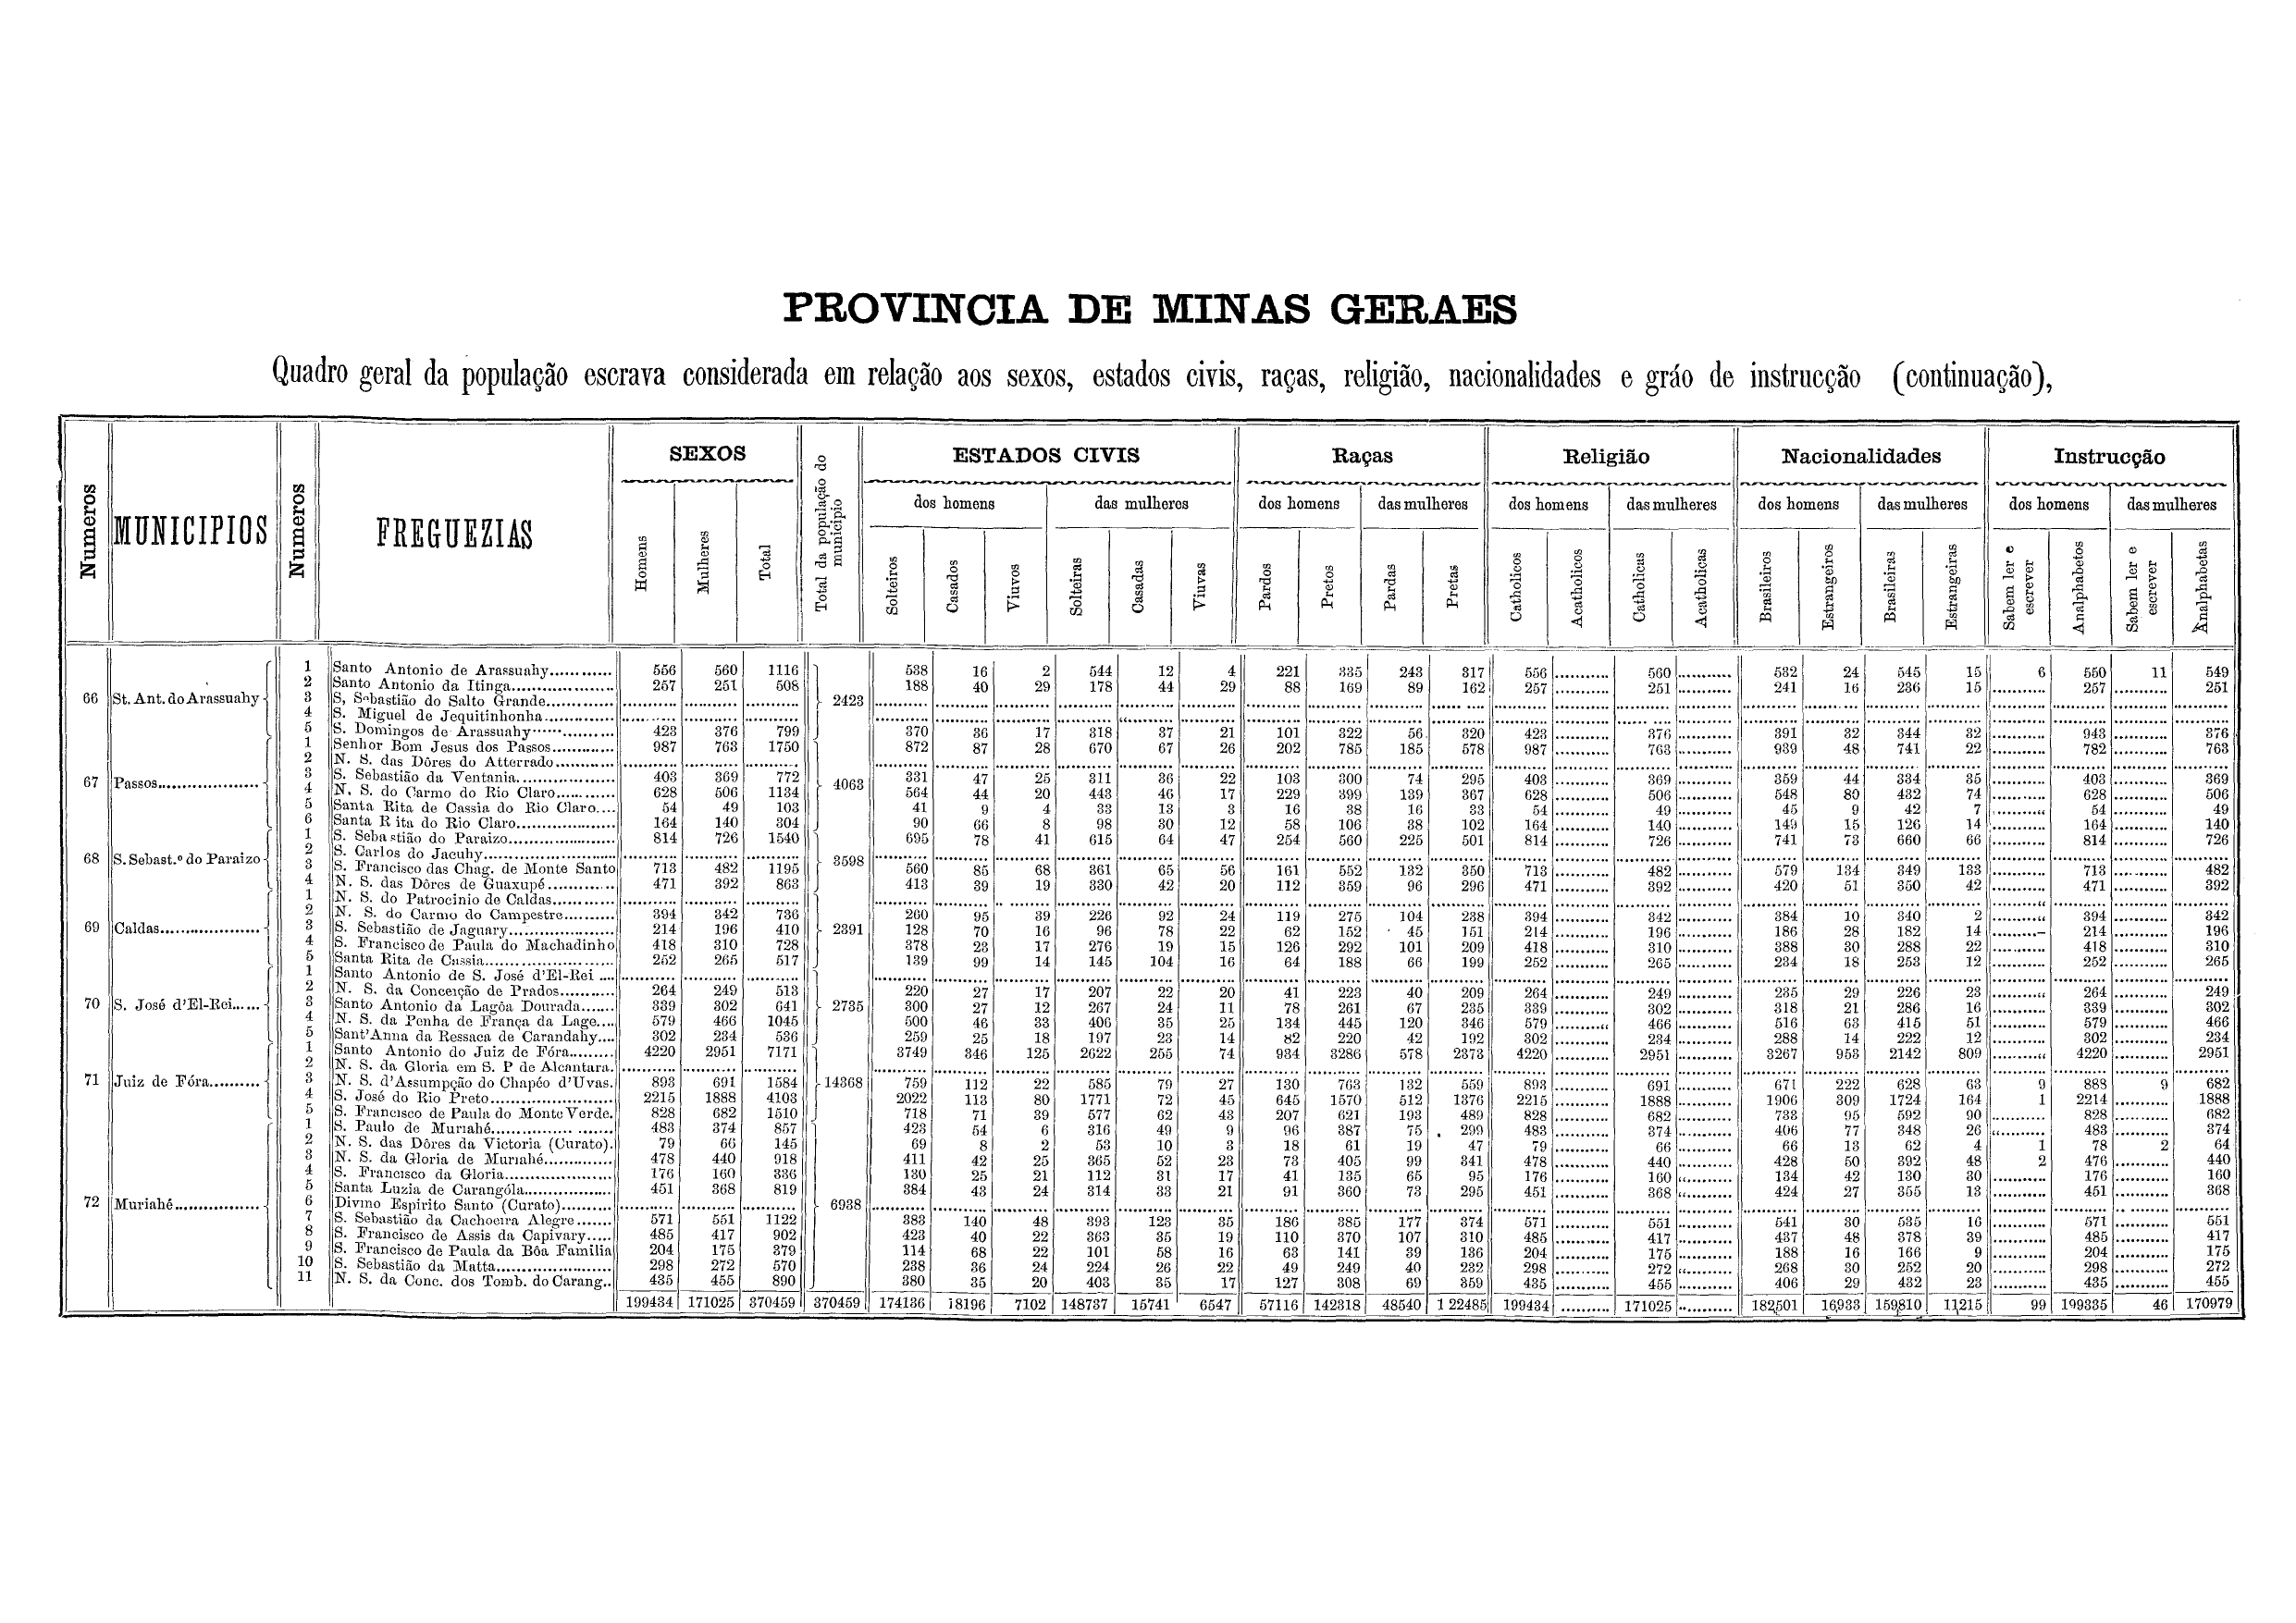 PROVINCIA DE MINAS GERAES
Quadro geral da população escrava considerada em relação aos sexos, estados civis, raças, religião, nacionalidades e gráo de instrucção (continuação),
Numeros MUNICIPIOS Numeros FREGUEZIAS SEXOS Total da população do municipio ESTADOS CIVIS Raças Religião Nacionalidades Instrucção
dos homens das mulheres dos homens das mulheres dos homens das mulheres dos homens das mulheres dos homens das mulheres
Homens Mulheres Total Solteiros Casados Viuvos Solteiras Casadas Viuvas Pardos Pretos Pardas Pretas Catholicos Acatholicos Catholicas Acatholicas Brasileiros Estrangeiros Brasileiras Estrangeiras Sabem ler e escrever Analphabetos Sabem ler e escrever Analphabetas
1 Santo Antonio de Arassuahy 556 560 1116 538 16 2 544 12 4 221 335 243 317 556 560 532 24 545 15 6 550 11 549
2 Santo Antonio da Itinga 257 251 508 188 40 29 178 44 29 88 169 89 162 257 251 241 16 236 15 257 251
66 St. Ant. do Arassuahy 3 S, Sebastião do Salto Grande 2423
4 S. Miguel de Jequitinhonha
5 S. Domingos de Arassuahy 423 376 799 370 36 17 318 37 21 101 322 56 320 423 376 391 32 344 32 943 376
1 Senhor Bom Jesus dos Passos 987 763 1750 872 87 28 670 67 26 202 785 185 578 987 763 939 48 741 22 782 763
2 N. S. das Dôres do Atterrado
67 Passos 3 S. Sebastião da Ventania 403 369 772 4063 331 47 25 311 36 22 103 300 74 295 403 369 359 44 334 35 403 369
4 N. S. do Carmo do Rio Claro 628 506 1134 564 44 20 443 46 17 229 399 139 367 628 506 548 80 432 74 628 506
5 Santa Rita de Cassia do Rio Claro 54 49 103 41 9 4 33 13 3 16 38 16 33 54 49 45 9 42 7 54 49
6 Santa R ita do Rio Claro 164 140 304 90 66 8 98 30 12 58 106 38 102 164 140 149 15 126 14 164 140
1 S. Sebastião do Paraizo 814 726 1540 695 78 41 615 64 47 254 560 225 501 814 726 741 73 660 66 814 726
2 S. Carlos do Jacuhy
68 S. Sebast.º do Paraizo 3 S. Francisco das Chag. de Monte Santo 713 482 1195 3598 560 85 68 361 65 56 161 552 132 350 713 482 579 134 349 133 713 482
4 N. S. das Dôres de Guaxupé 471 392 863 413 39 19 330 42 20 112 359 96 296 471 392 420 51 350 42 471 392
1 N. S. do Patrocinio de Caldas
2 N. S. do Carmo do Campestre 394 342 736 260 95 39 226 92 24 119 275 104 238 394 342 384 10 340 2 394 342
69 Caldas 3 S. Sebastião de Jaguary 214 196 410 2391 128 70 16 96 78 22 62 152 45 151 214 196 186 28 182 14 214 196
4 S. Francisco de Paula do Machadinho 418 310 728 378 23 17 276 19 15 126 292 101 209 418 310 388 30 288 22 418 310
5 Santa Rita de Cassia 252 265 517 139 99 14 145 104 16 64 188 66 199 252 265 234 18 253 12 252 265
1 Santo Antonio de S. José d'El-Rei
2 N. S. da Conceição de Prados 264 249 513 220 27 17 207 22 20 41 223 40 209 264 249 235 29 226 23 264 249
70 S. José d'El-Rei 3 Santo Antonio da Lagôa Dourada 339 302 641 2735 300 27 12 267 24 11 78 261 67 235 339 302 318 21 286 16 339 302
4 N. S. da Penha de França da Lage 579 466 1045 500 46 33 406 35 25 134 445 120 346 579 466 516 63 415 51 579 466
5 Sant'Anna da Ressaca de Carandahy 302 234 536 259 25 18 197 23 14 82 220 42 192 302 234 288 14 222 12 302 234
1 Santo Antonio do Juiz de Fóra 4220 2951 7171 3749 346 125 2622 255 74 934 3286 578 2373 4220 2951 3267 953 2142 809 4220 2951
2 N. S. da Gloria em S. P de Alcantara.
71 Juiz de Fóra 3 N. S. d'Assumpção do Chapéo d'Uvas. 893 691 1584 14368 759 112 22 585 79 27 130 763 132 559 893 691 671 222 628 63 9 888 9 682
4 S. José do Rio Preto 2215 1888 4103 2022 113 80 1771 72 45 645 1570 512 1376 2215 1888 1906 309 1724 164 1 2214 1888
5 S. Francisco de Paula do Monte Verde. 828 682 1510 718 71 39 577 62 43 207 621 193 489 828 682 733 95 592 90 828 682
1 S. Paulo de Muriahé 483 374 857 423 54 6 316 49 9 96 387 75 299 483 374 406 77 348 26 483 374
2 N. S. das Dôres da Victoria (Curato). 79 66 145 69 8 2 53 10 3 18 61 19 47 79 66 66 13 62 4 1 78 2 64
3 N. S. da Gloria de Muriahé 478 440 918 411 42 25 365 52 23 73 405 99 341 478 440 428 50 392 48 2 476 440
4 S. Francisco da Gloria 176 160 336 130 25 21 112 31 17 41 135 65 95 176 160 134 42 130 30 176 160
5 Santa Luzia de Carangóla 451 368 819 384 43 24 314 33 21 91 360 73 295 451 368 424 27 355 13 451 368
72 Muriahé 6 Divino Espirito Santo (Curato) 6938
7 S. Sebastião da Cachoeira Alegre 571 551 1122 383 140 48 393 123 35 186 385 177 374 571 551 541 30 535 16 571 551
8 S. Francisco de Assis da Capivary 485 417 902 423 40 22 363 35 19 110 370 107 310 485 417 437 48 378 39 485 417
9 S. Francisco de Paula da Bôa Familia 204 175 379 114 68 22 101 58 16 63 141 39 136 204 175 188 16 166 9 204 175
10 S. Sebastião da Matta 298 272 570 238 36 24 224 26 22 49 249 40 232 298 272 268 30 252 20 298 272
11 N. S. da Conc. dos Tomb. do Carang.. 435 455 890 380 35 20 403 35 17 127 308 69 359 435 455 406 29 432 23 435 455
199434 171025 370459 370459 174136 18196 7102 148737 15741 6547 57116 142318 48540 1 22485 199434 171025 182,501 16,933 159,810 11,215 99 199335 46 170979